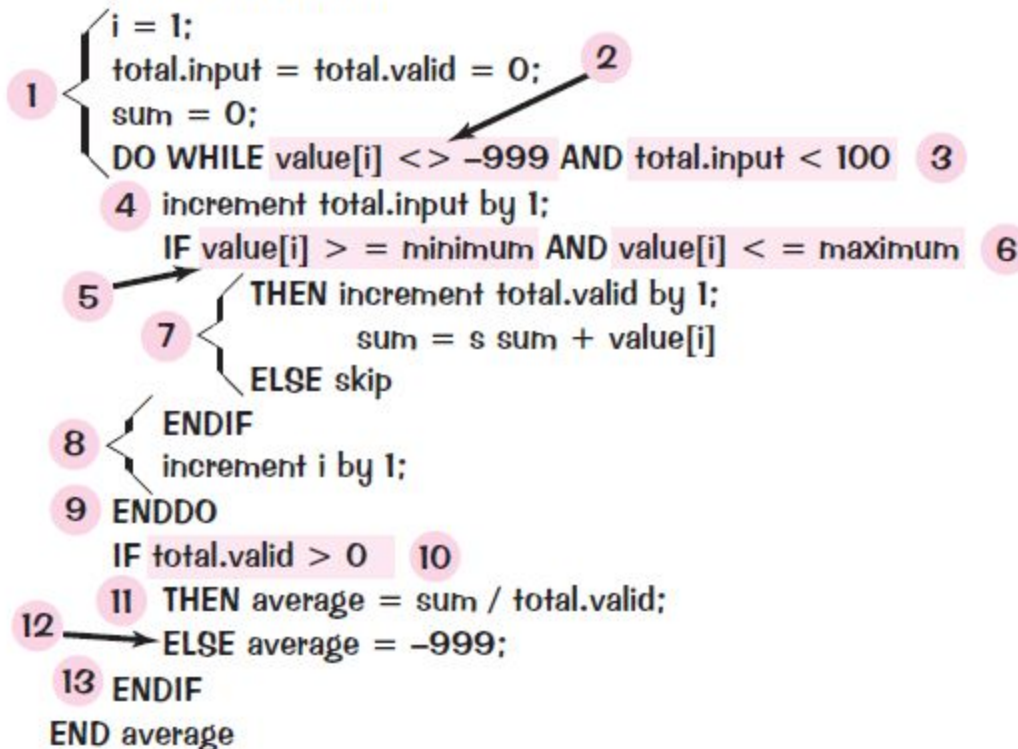 i = 1;
total.input = total.valid = 0; 2
1
sum = 0;
DO WHILE value[i] <> –999 AND total.input < 100 3
4 increment total.input by 1;
IF value[i] > = minimum AND value[i] < = maximum 6
5
THEN increment total.valid by 1;
7
sum = s sum + value[i]
ELSE skip
ENDIF
8
increment i by 1;
9 ENDDO
IF total.valid > 0 10
11 THEN average = sum / total.valid;
12
ELSE average = –999;
13 ENDIF
END average